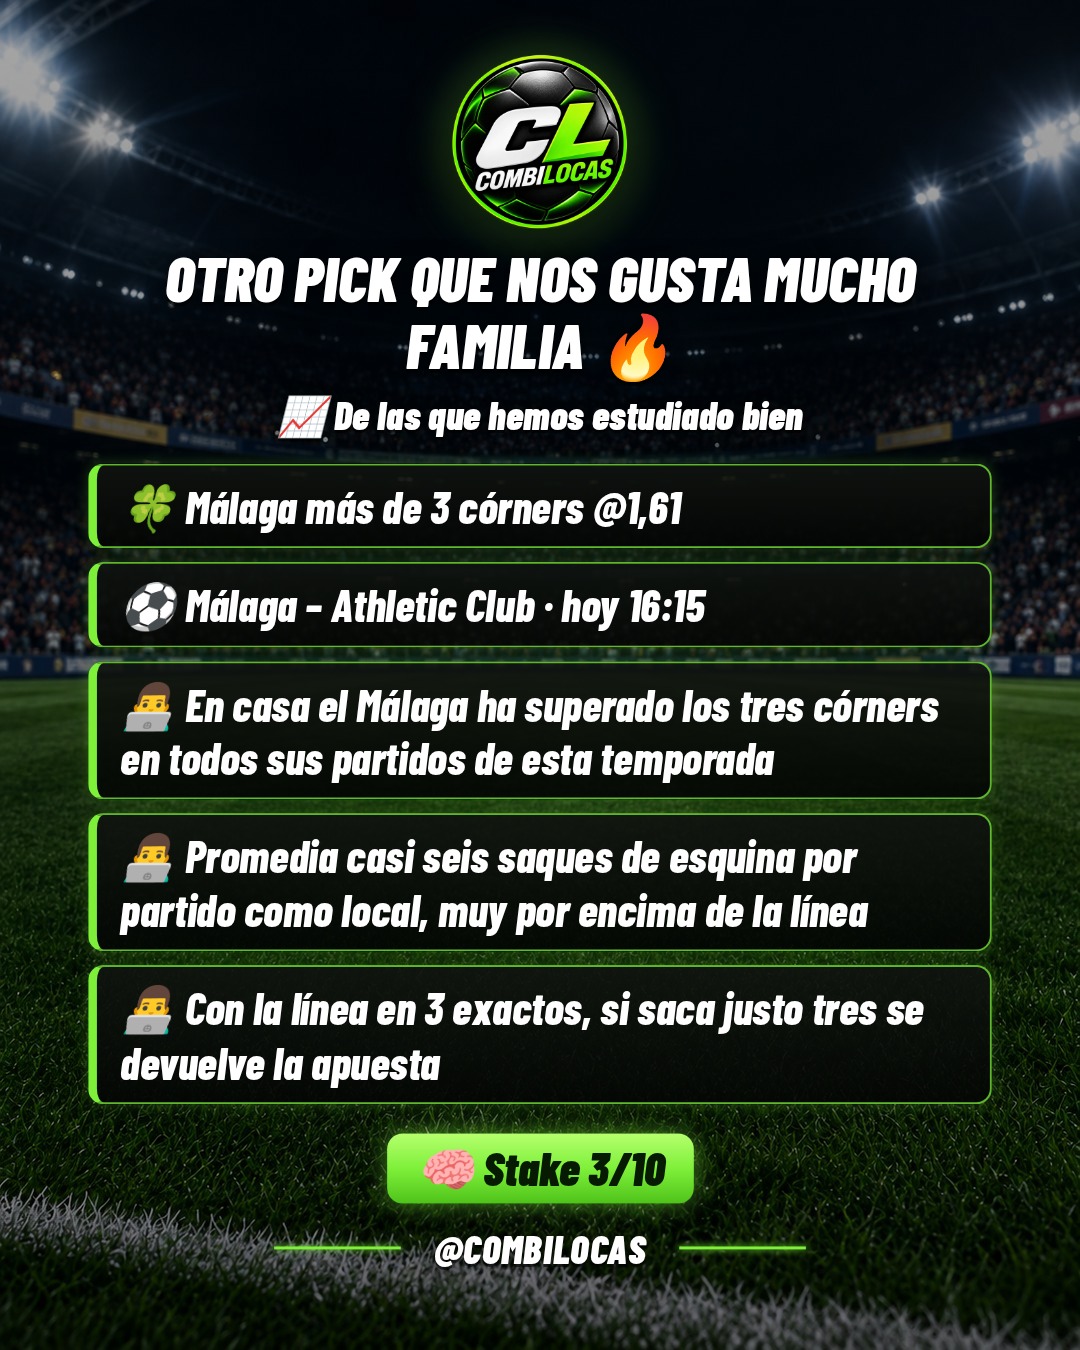 CL
COMBILOCAS
OTRO PICK QUE NOS GUSTA MUCHO
FAMILIA 🔥
📈 De las que hemos estudiado bien
🍀 Málaga más de 3 córners @1,61
⚽ Málaga – Athletic Club · hoy 16:15
👨‍💻 En casa el Málaga ha superado los tres córners
en todos sus partidos de esta temporada
👨‍💻 Promedia casi seis saques de esquina por
partido como local, muy por encima de la línea
👨‍💻 Con la línea en 3 exactos, si saca justo tres se
devuelve la apuesta
🧠 Stake 3/10
@COMBILOCAS